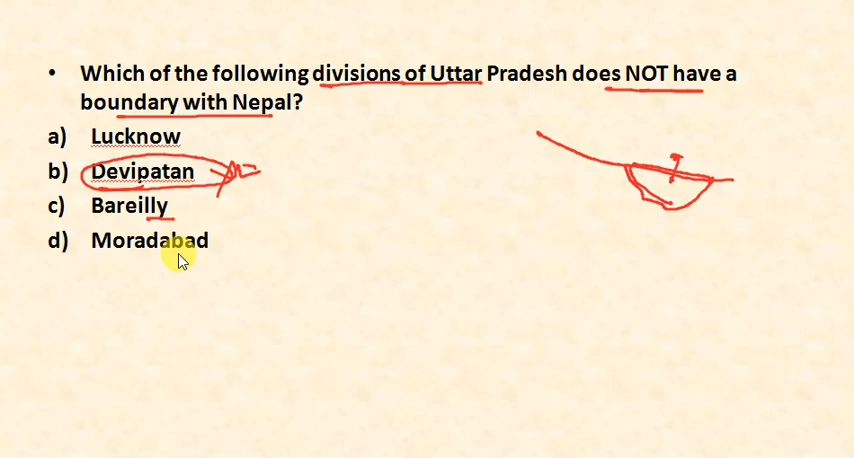 • Which of the following divisions of Uttar Pradesh does NOT have a
boundary with Nepal?
a) Lucknow
b) Devipatan
c) Bareilly
d) Moradabad